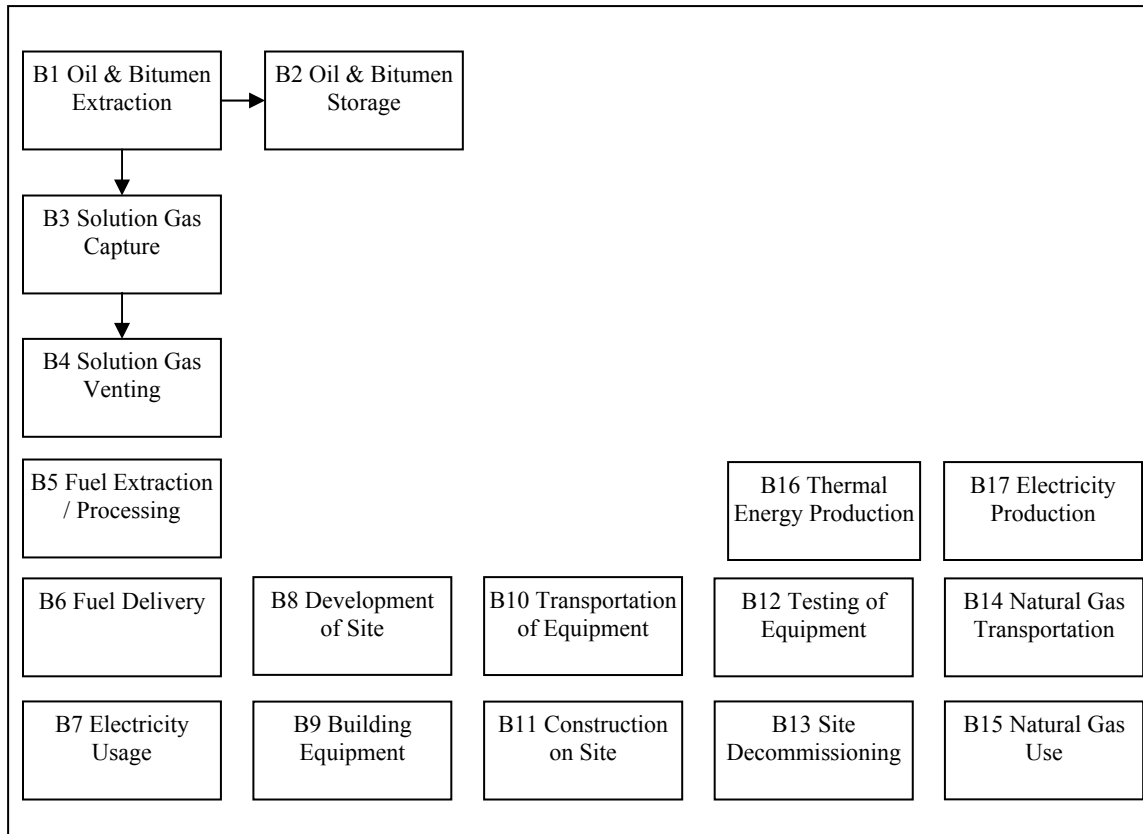 B1 Oil & Bitumen
Extraction
B2 Oil & Bitumen
Storage
B3 Solution Gas
Capture
B4 Solution Gas
Venting
B5 Fuel Extraction
/ Processing
B16 Thermal
Energy Production
B17 Electricity
Production
B6 Fuel Delivery
B8 Development
of Site
B10 Transportation
of Equipment
B12 Testing of
Equipment
B14 Natural Gas
Transportation
B7 Electricity
Usage
B9 Building
Equipment
B11 Construction
on Site
B13 Site
Decommissioning
B15 Natural Gas
Use